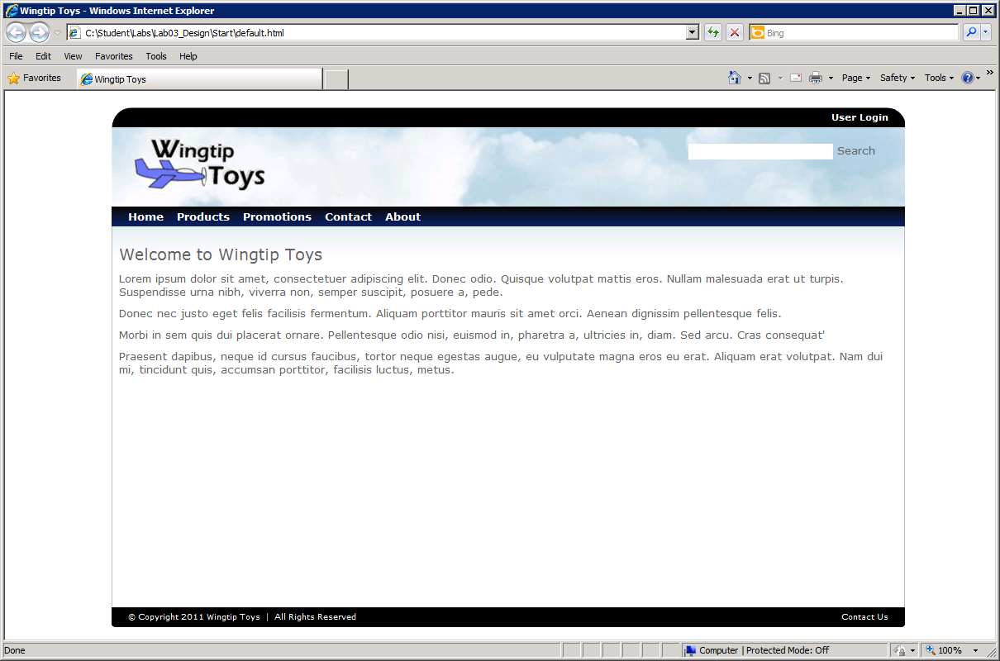 Wingtip Toys - Windows Internet Explorer
C:\Student\Labs\Lab03_Design\Start\default.html
Bing
File Edit View Favorites Tools Help
Favorites
Wingtip Toys
Page Safety Tools
User Login
Wingtip
Toys
Search
Home Products Promotions Contact About
Welcome to Wingtip Toys
Lorem ipsum dolor sit amet, consectetuer adipiscing elit. Donec odio. Quisque volutpat mattis eros. Nullam malesuada erat ut turpis.
Suspendisse urna nibh, viverra non, semper suscipit, posuere a, pede.
Donec nec justo eget felis facilisis fermentum. Aliquam porttitor mauris sit amet orci. Aenean dignissim pellentesque felis.
Morbi in sem quis dui placerat ornare. Pellentesque odio nisi, euismod in, pharetra a, ultricies in, diam. Sed arcu. Cras consequat'
Praesent dapibus, neque id cursus faucibus, tortor neque egestas augue, eu vulputate magna eros eu erat. Aliquam erat volutpat. Nam dui
mi, tincidunt quis, accumsan porttitor, facilisis luctus, metus.
© Copyright 2011 Wingtip Toys | All Rights Reserved
Contact Us
Done
Computer | Protected Mode: Off
100%